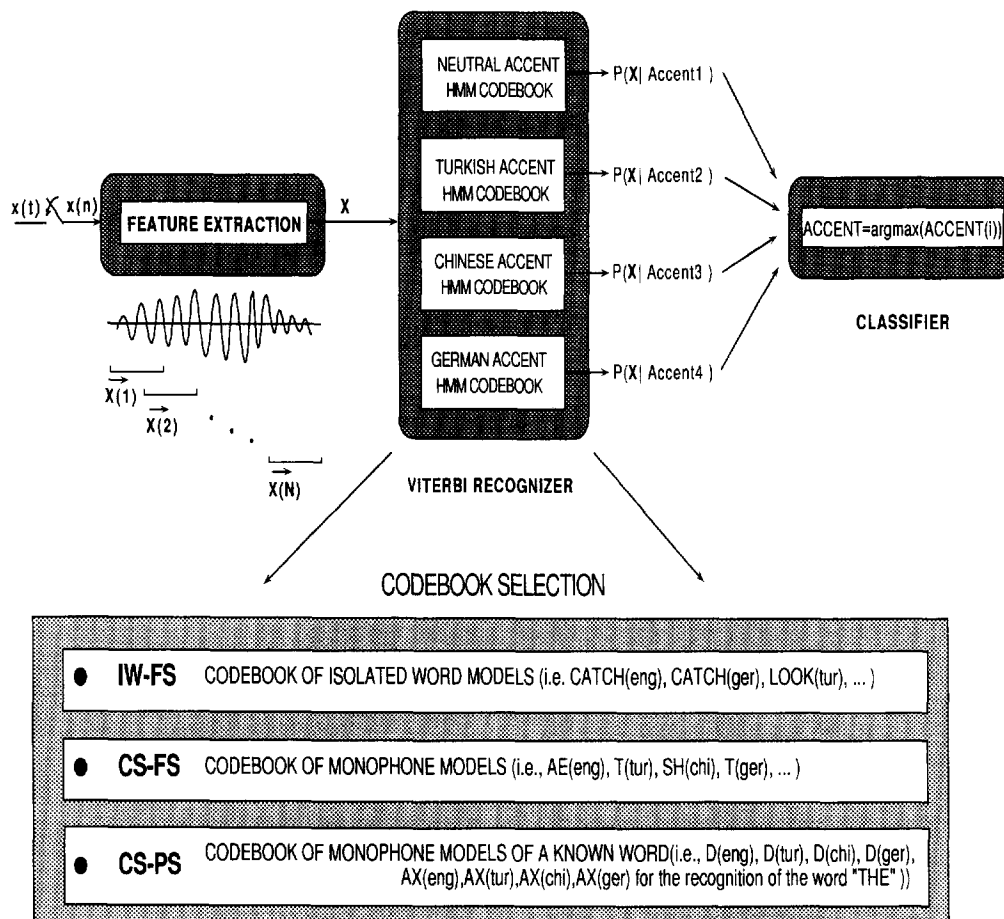 NEUTRAL ACCENT
HMM CODEBOOK
P(X| Accent1 )
TURKISH ACCENT
HMM CODEBOOK
P(X| Accent2 )
x(t) x(n)
FEATURE EXTRACTION
X
ACCENT=argmax(ACCENT(i))
CHINESE ACCENT
HMM CODEBOOK
P(X| Accent3 )
CLASSIFIER
GERMAN ACCENT
HMM CODEBOOK
P(X| Accent4 )
X(1)
X(2)
X(N)
VITERBI RECOGNIZER
CODEBOOK SELECTION
● IW-FS CODEBOOK OF ISOLATED WORD MODELS (i.e. CATCH(eng), CATCH(ger), LOOK(tur), ... )
● CS-FS CODEBOOK OF MONOPHONE MODELS (i.e., AE(eng), T(tur), SH(chi), T(ger), ... )
● CS-PS CODEBOOK OF MONOPHONE MODELS OF A KNOWN WORD(i.e., D(eng), D(tur), D(chi), D(ger),
AX(eng),AX(tur),AX(chi),AX(ger) for the recognition of the word "THE" ))